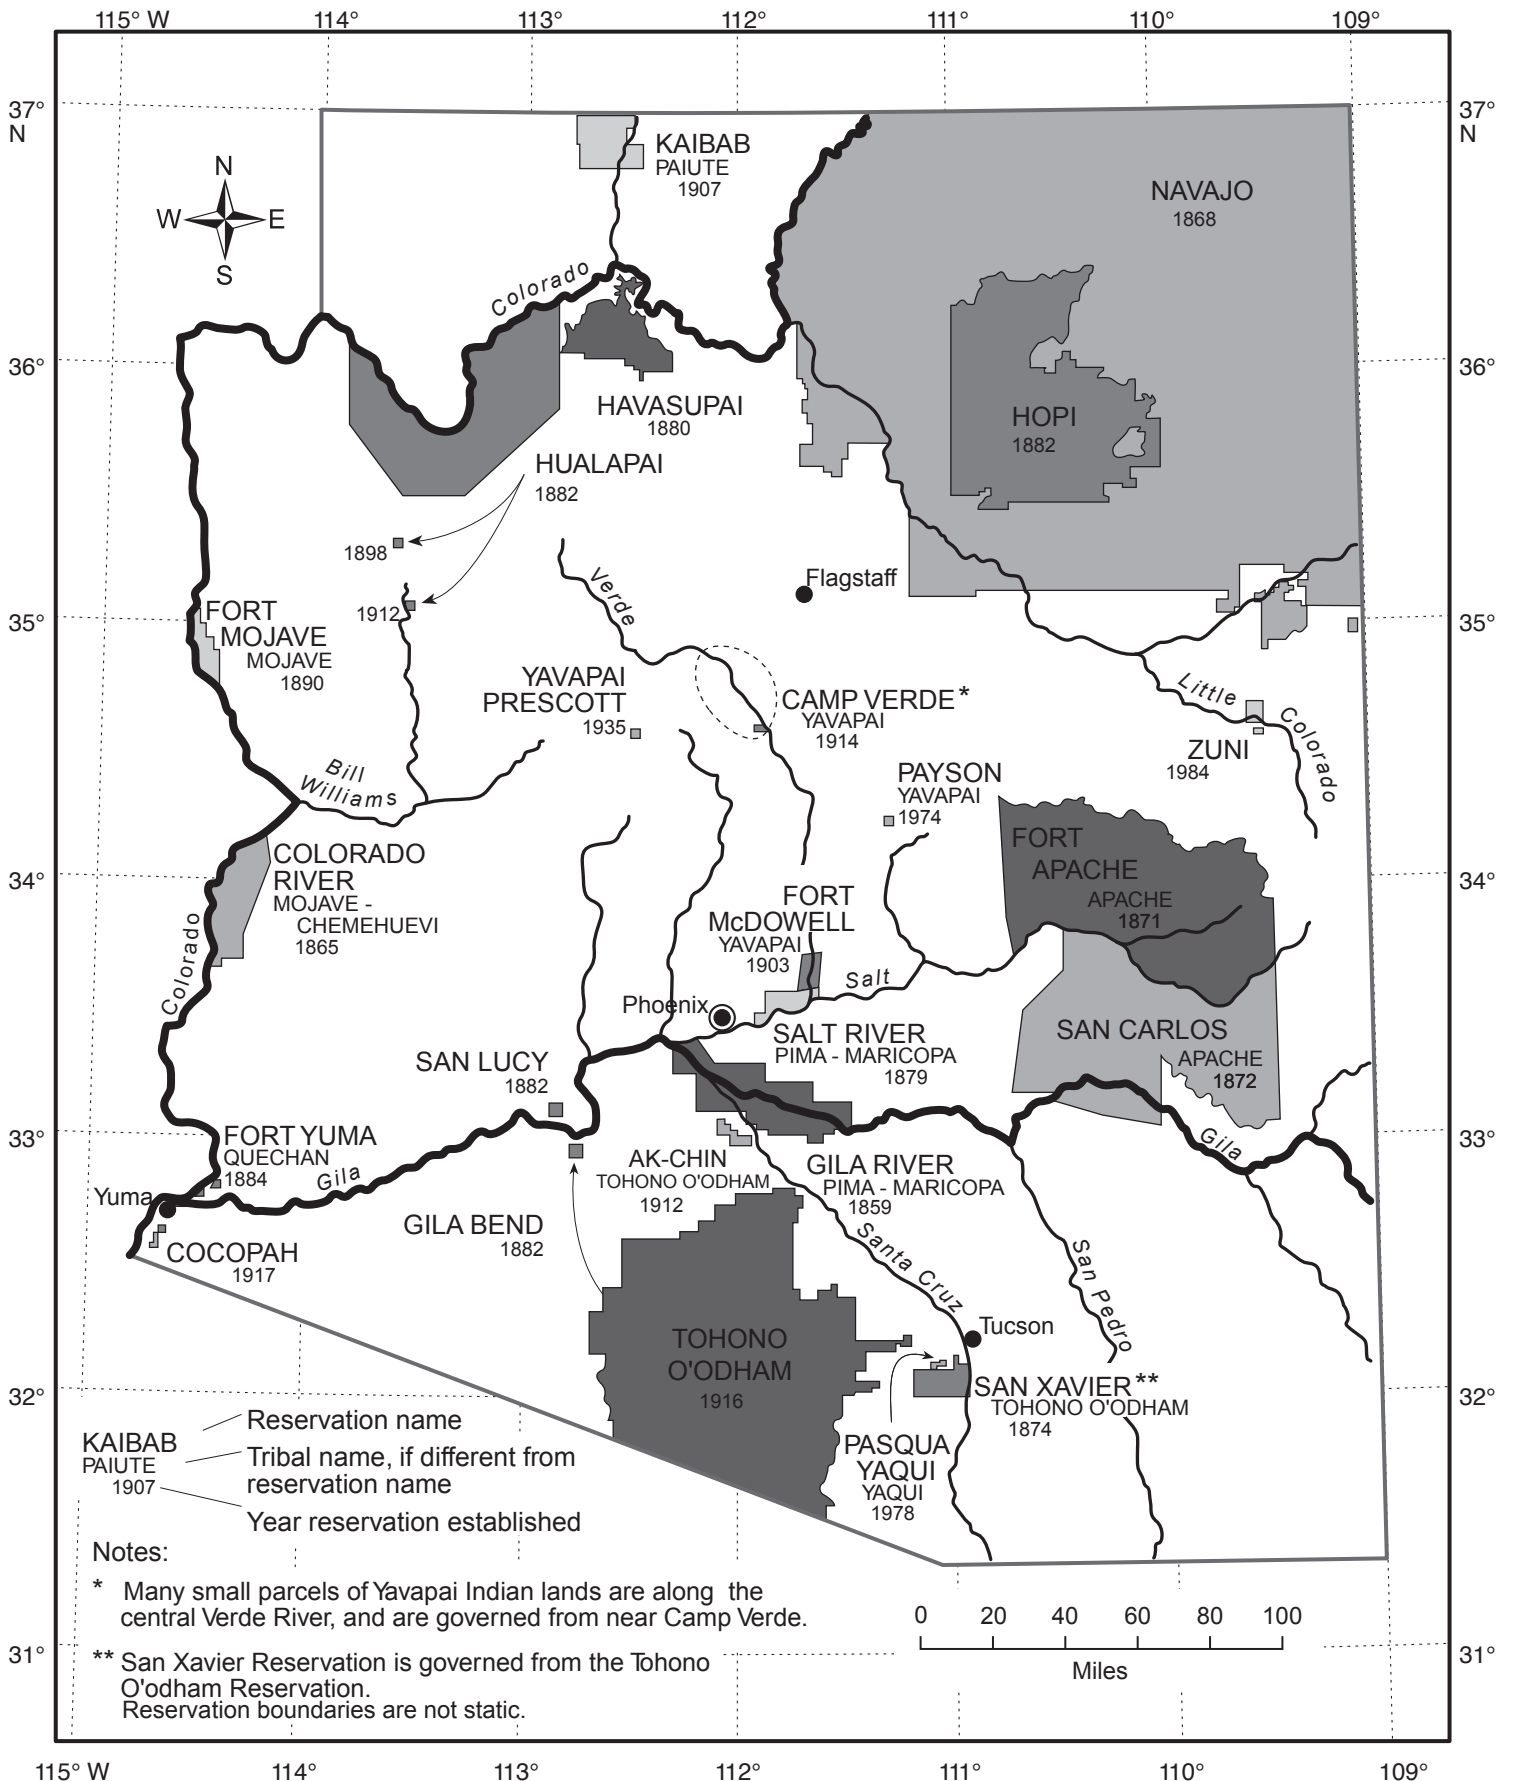 115° W 114° 113° 112° 111° 110° 109°
37°
N
37°
N
N
W E
S
KAIBAB
PAIUTE
1907
NAVAJO
1868
Colorado
36°
36°
HAVASUPAI
1880
HOPI
1882
HUALAPAI
1882
1898
1912
Verde
Flagstaff
35°
35°
FORT
MOJAVE
MOJAVE
1890
YAVAPAI
PRESCOTT
1935
CAMP VERDE*
YAVAPAI
1914
Little
Colorado
ZUNI
1984
Bill
Williams
PAYSON
YAVAPAI
1974
FORT
APACHE
APACHE
1871
COLORADO
RIVER
MOJAVE -
CHEMEHUEVI
1865
34°
34°
Colorado
FORT
McDOWELL
YAVAPAI
1903
Salt
Phoenix
SALT RIVER
PIMA - MARICOPA
1879
SAN CARLOS
APACHE
1872
SAN LUCY
1882
33°
33°
FORT YUMA
QUECHAN
1884
Gila
Gila
Yuma
AK-CHIN
TOHONO O'ODHAM
1912
GILA RIVER
PIMA - MARICOPA
1859
GILA BEND
1882
COCOPAH
1917
Santa Cruz
San Pedro
Tucson
TOHONO
O'ODHAM
1916
SAN XAVIER**
TOHONO O'ODHAM
1874
32°
32°
PASQUA
YAQUI
YAQUI
1978
KAIBAB
PAIUTE
1907
Reservation name
Tribal name, if different from
reservation name
Year reservation established
Notes:
* Many small parcels of Yavapai Indian lands are along the
central Verde River, and are governed from near Camp Verde.
** San Xavier Reservation is governed from the Tohono
O'odham Reservation.
Reservation boundaries are not static.
0 20 40 60 80 100
Miles
31°
31°
115° W 114° 113° 112° 111° 110° 109°